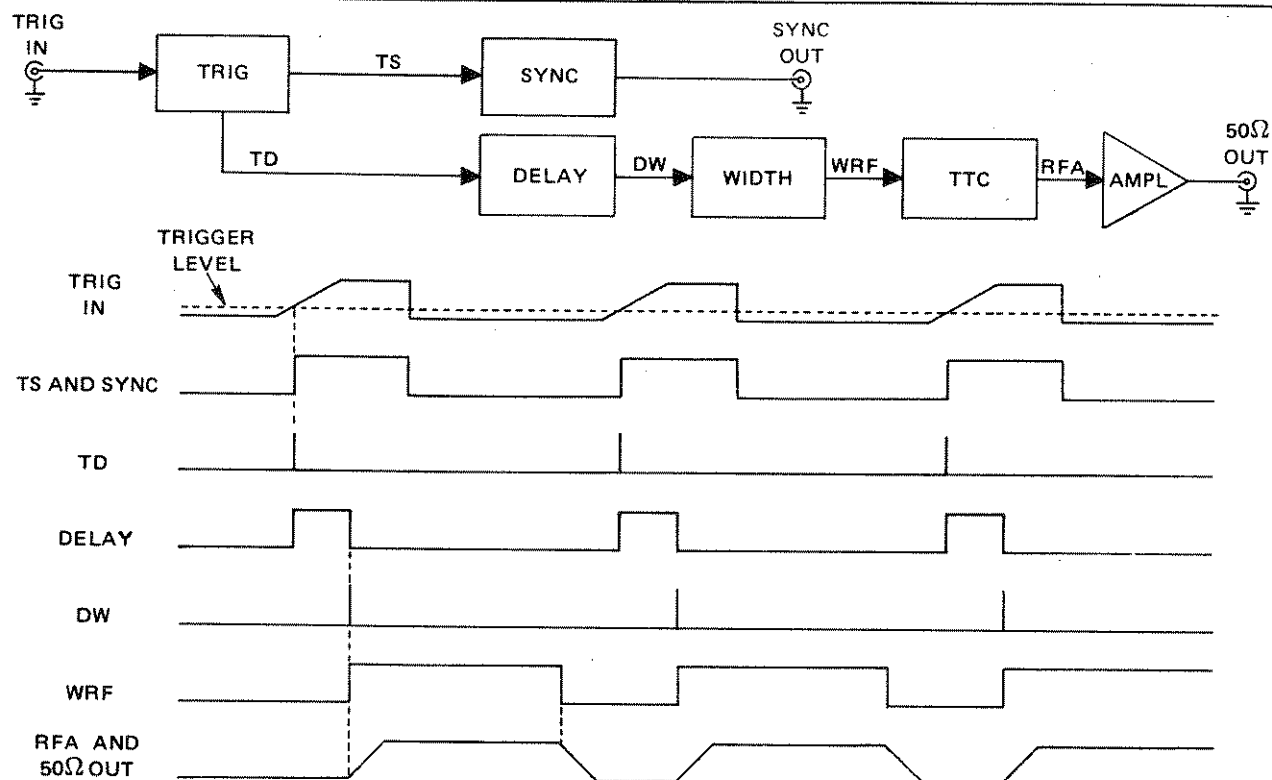 TRIG
IN
TRIG
TS
SYNC
SYNC
OUT
TD
DELAY
DW
WIDTH
WRF
TTC
RFA
AMPL
50Ω
OUT
TRIGGER
LEVEL
TRIG
IN
TS AND SYNC
TD
DELAY
DW
WRF
RFA AND
50Ω OUT